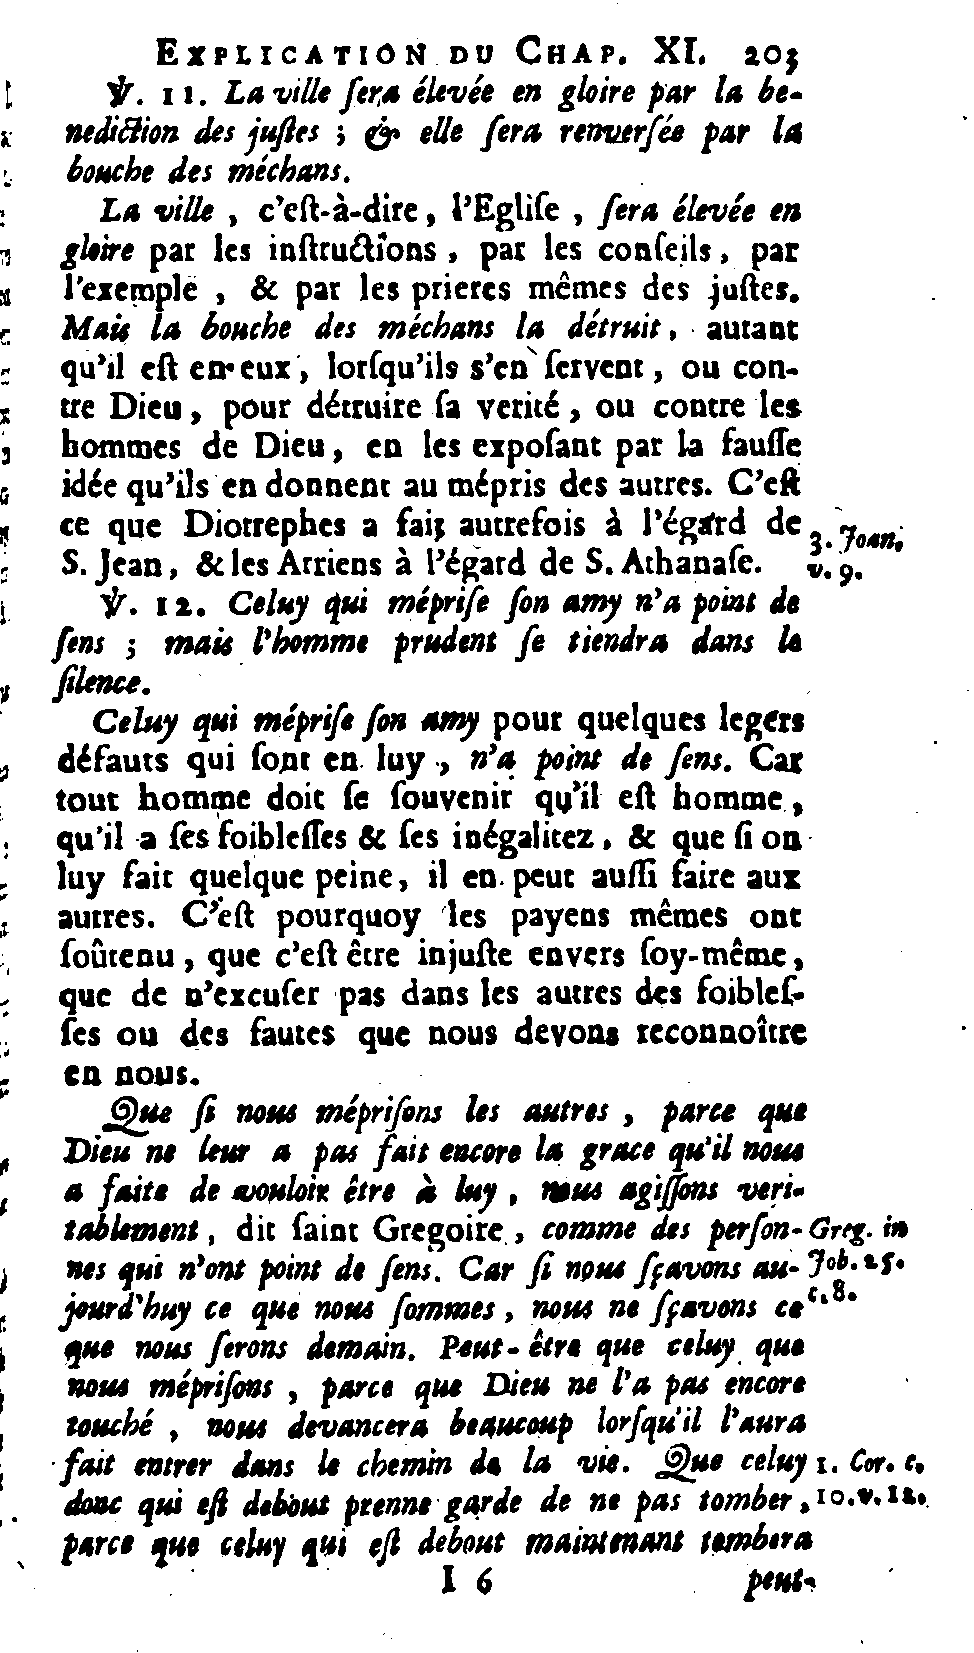 EXPLICATION DU CHAP. XI. 203
℣. 11. La ville ſera élevée en gloire par la be-
nediction des juſtes ; & elle ſera renverſée par la
bouche des méchans.
La ville , c'eſt-à-dire, l'Egliſe , ſera élevée en
gloire par les inſtructions , par les conſeils, par
l'exemple , & par les prieres mêmes des juſtes.
Mais la bouche des méchans la détruit, autant
qu'il eſt en eux, lorſqu'ils s'en ſervent, ou con-
tre Dieu, pour détruire ſa verité, ou contre les
hommes de Dieu, en les expoſant par la fauſſe
idée qu'ils en donnent au mépris des autres. C'eſt
ce que Diotrephes a fait autrefois à l'égard de
S. Jean, & les Arriens à l'égard de S. Athanaſe.
3. Joan.
v. 9.
℣. 12. Celuy qui mépriſe ſon amy n'a point de
ſens ; mais l'homme prudent ſe tiendra dans le
ſilence.
Celuy qui mépriſe ſon amy pour quelques legers
défauts qui ſont en luy , n'a point de ſens. Car
tout homme doit ſe ſouvenir qu'il eſt homme,
qu'il a ſes foibleſſes & ſes inégalitez, & que ſi on
luy fait quelque peine, il en peut auſſi faire aux
autres. C'eſt pourquoy les payens mêmes ont
ſoûtenu, que c'eſt être injuſte envers ſoy-même,
que de n'excuſer pas dans les autres des foibleſ-
ſes ou des fautes que nous devons reconnoître
en nous.
Que ſi nous mépriſons les autres , parce que
Dieu ne leur a pas fait encore la grace qu'il nous
a faite de vouloir être à luy, nous agiſſons veri-
tablement, dit ſaint Gregoire, comme des perſon-
nes qui n'ont point de ſens. Car ſi nous ſçavons au-
jourd'huy ce que nous ſommes, nous ne ſçavons ce
que nous ſerons demain. Peut-être que celuy que
nous mépriſons , parce que Dieu ne l'a pas encore
touché , nous devancera beaucoup lorſqu'il l'aura
fait entrer dans le chemin de la vie. Que celuy
donc qui eſt debout prenne garde de ne pas tomber,
parce que celuy qui eſt debout maintenant tombera
Greg. in
Job. 25.
c. 8.
1. Cor. c.
10. v. 12.
I 6 peut-